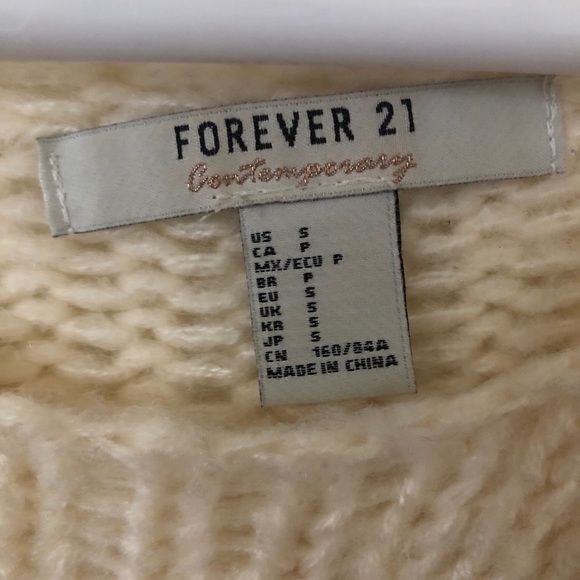 FOREVER 21
Contemporary
US S
CA P
MX/ECU P
BR P
EU S
UK S
KR S
JP S
CN 160/84A
MADE IN CHINA